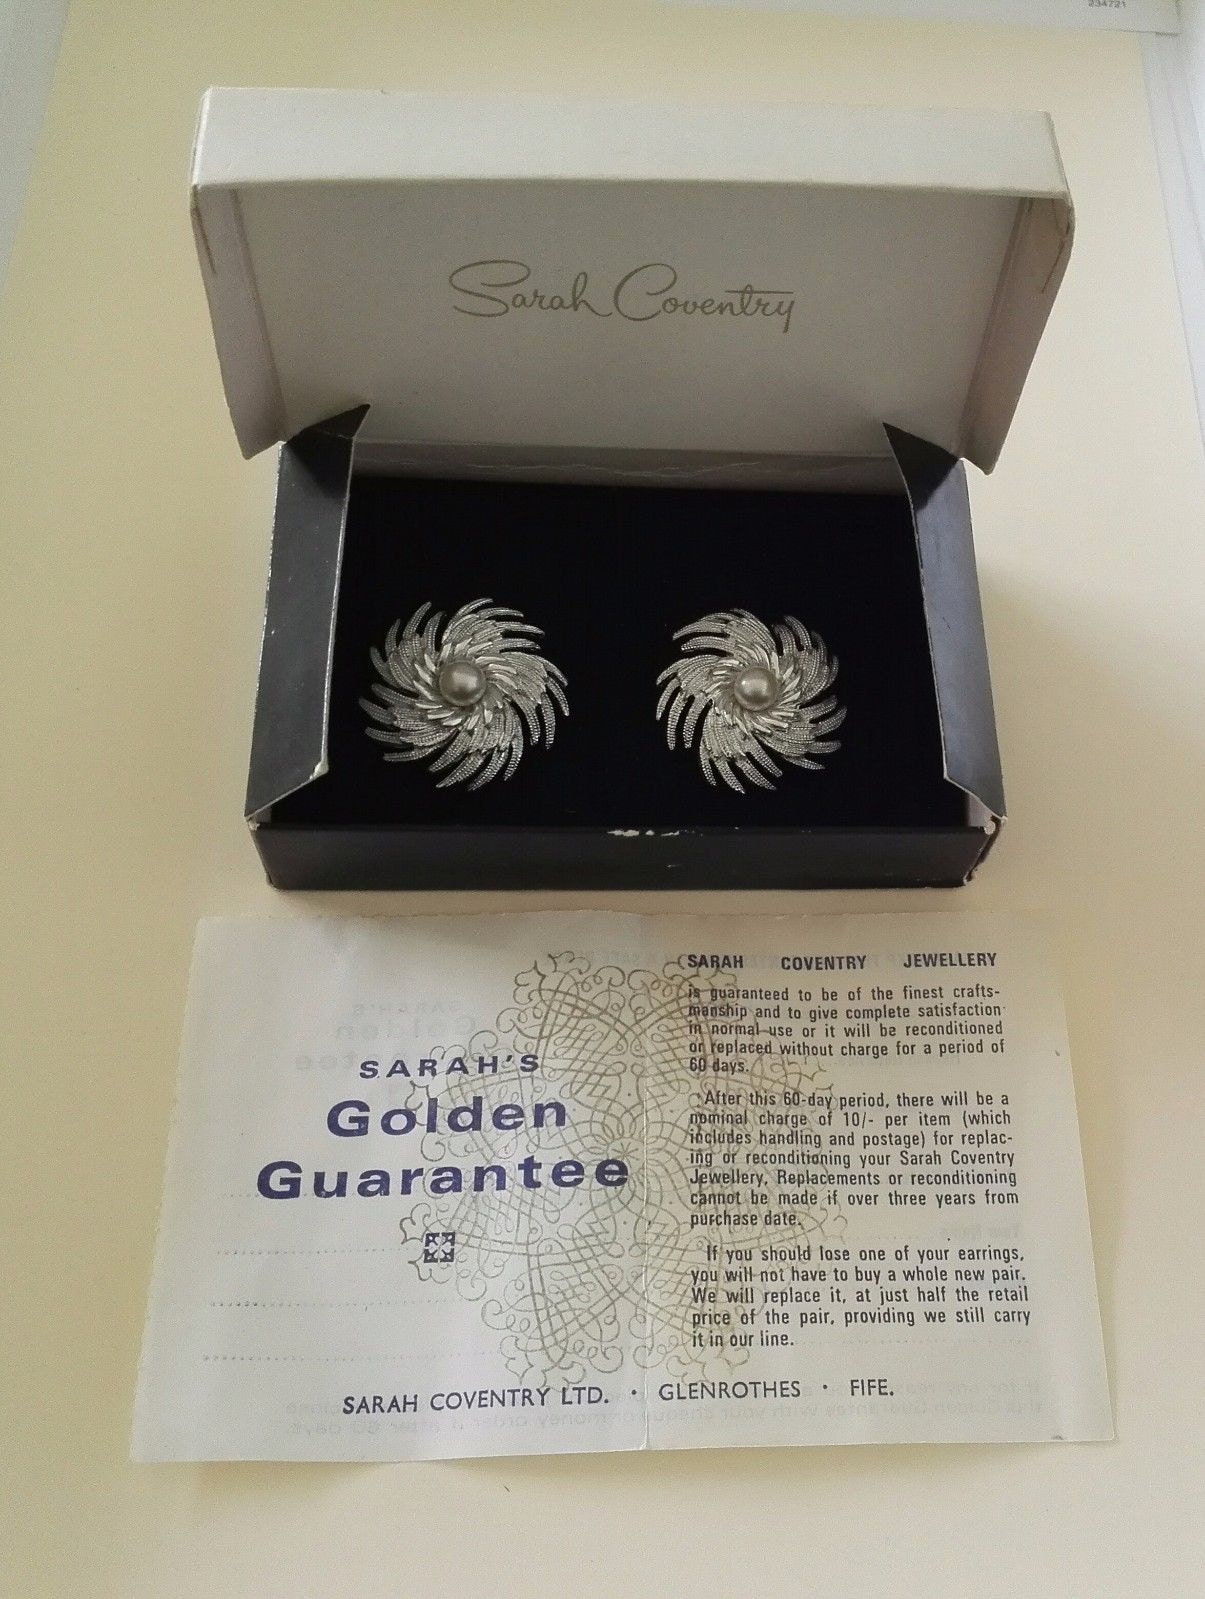 234721
Sarah Coventry
SARAH'S
Golden
Guarantee
SARAH COVENTRY JEWELLERY
is guaranteed to be of the finest crafts-
manship and to give complete satisfaction
in normal use or it will be reconditioned
or replaced without charge for a period of
60 days.
After this 60-day period, there will be a
nominal charge of 10/- per item (which
includes handling and postage) for replac-
ing or reconditioning your Sarah Coventry
Jewellery. Replacements or reconditioning
cannot be made if over three years from
purchase date.
If you should lose one of your earrings,
you will not have to buy a whole new pair.
We will replace it, at just half the retail
price of the pair, providing we still carry
it in our line.
SARAH COVENTRY LTD. · GLENROTHES · FIFE.